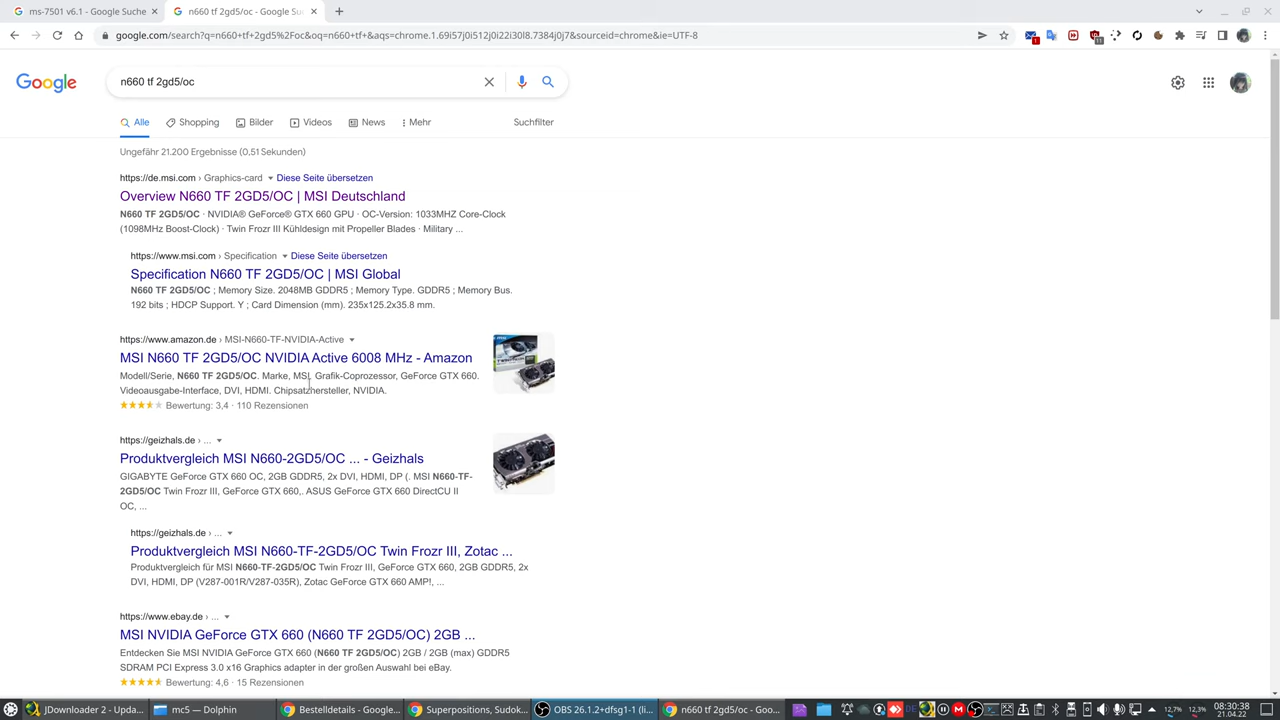 ms-7501 v6.1 - Google Suche
n660 tf 2gd5/oc - Google Suc
google.com/search?q=n660+tf+2gd5%2Foc&oq=n660+tf+&aqs=chrome.1.69i57j0i512j0i22i30l8.7384j0j7&sourceid=chrome&ie=UTF-8
1
11
Google
n660 tf 2gd5/oc
Alle
Shopping
Bilder
Videos
News
Mehr
Suchfilter
Ungefähr 21.200 Ergebnisse (0,51 Sekunden)
https://de.msi.com › Graphics-card Diese Seite übersetzen
Overview N660 TF 2GD5/OC | MSI Deutschland
N660 TF 2GD5/OC · NVIDIA® GeForce® GTX 660 GPU · OC-Version: 1033MHZ Core-Clock
(1098MHz Boost-Clock) · Twin Frozr III Kühldesign mit Propeller Blades · Military ...
https://www.msi.com › Specification Diese Seite übersetzen
Specification N660 TF 2GD5/OC | MSI Global
N660 TF 2GD5/OC ; Memory Size. 2048MB GDDR5 ; Memory Type. GDDR5 ; Memory Bus.
192 bits ; HDCP Support. Y ; Card Dimension (mm). 235x125.2x35.8 mm.
https://www.amazon.de › MSI-N660-TF-NVIDIA-Active
MSI N660 TF 2GD5/OC NVIDIA Active 6008 MHz - Amazon
Modell/Serie, N660 TF 2GD5/OC. Marke, MSI. Grafik-Coprozessor, GeForce GTX 660.
Videoausgabe-Interface, DVI, HDMI. Chipsatzhersteller, NVIDIA.
Bewertung: 3,4 · 110 Rezensionen
https://geizhals.de › ...
Produktvergleich MSI N660-2GD5/OC ... - Geizhals
GIGABYTE GeForce GTX 660 OC, 2GB GDDR5, 2x DVI, HDMI, DP (. MSI N660-TF-
2GD5/OC Twin Frozr III, GeForce GTX 660,. ASUS GeForce GTX 660 DirectCU II
OC, ...
https://geizhals.de › ...
Produktvergleich MSI N660-TF-2GD5/OC Twin Frozr III, Zotac ...
Produktvergleich für MSI N660-TF-2GD5/OC Twin Frozr III, GeForce GTX 660, 2GB GDDR5, 2x
DVI, HDMI, DP (V287-001R/V287-035R), Zotac GeForce GTX 660 AMP!, ...
https://www.ebay.de › ...
MSI NVIDIA GeForce GTX 660 (N660 TF 2GD5/OC) 2GB ...
Entdecken Sie MSI NVIDIA GeForce GTX 660 (N660 TF 2GD5/OC) 2GB / 2GB (max) GDDR5
SDRAM PCI Express 3.0 x16 Graphics adapter in der großen Auswahl bei eBay.
Bewertung: 4,6 · 15 Rezensionen
JDownloader 2 - Upda...
mc5 — Dolphin
Bestelldetails - Google...
Superpositions, Sudok...
OBS 26.1.2+dfsg1-1 (li...
n660 tf 2gd5/oc - Goo...
DE
12,7%
12,3%
08:30:38
21.04.22